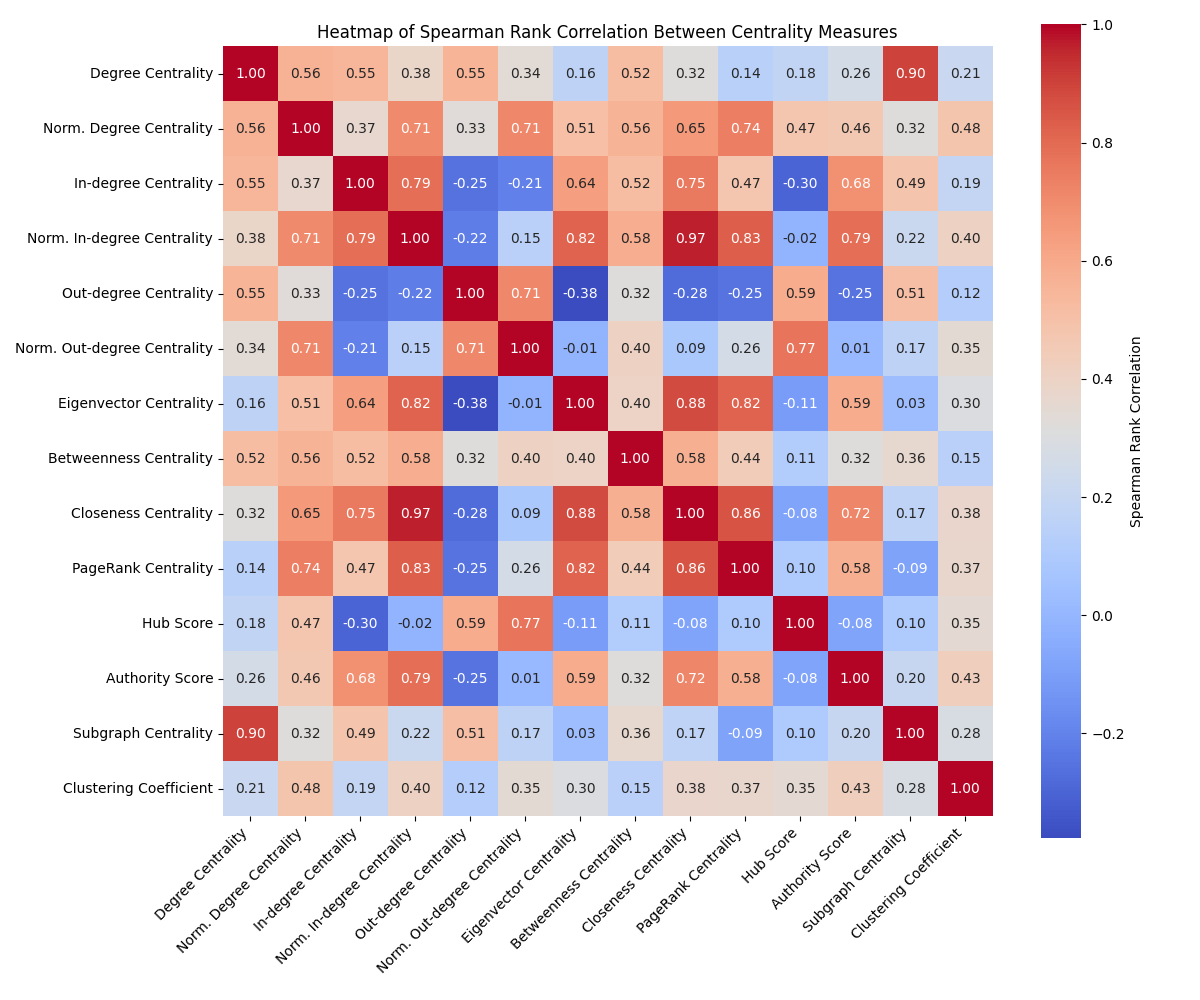 Heatmap of Spearman Rank Correlation Between Centrality Measures
Degree Centrality 1.00 0.56 0.55 0.38 0.55 0.34 0.16 0.52 0.32 0.14 0.18 0.26 0.90 0.21
Norm. Degree Centrality 0.56 1.00 0.37 0.71 0.33 0.71 0.51 0.56 0.65 0.74 0.47 0.46 0.32 0.48
In-degree Centrality 0.55 0.37 1.00 0.79 -0.25 -0.21 0.64 0.52 0.75 0.47 -0.30 0.68 0.49 0.19
Norm. In-degree Centrality 0.38 0.71 0.79 1.00 -0.22 0.15 0.82 0.58 0.97 0.83 -0.02 0.79 0.22 0.40
Out-degree Centrality 0.55 0.33 -0.25 -0.22 1.00 0.71 -0.38 0.32 -0.28 -0.25 0.59 -0.25 0.51 0.12
Norm. Out-degree Centrality 0.34 0.71 -0.21 0.15 0.71 1.00 -0.01 0.40 0.09 0.26 0.77 0.01 0.17 0.35
Eigenvector Centrality 0.16 0.51 0.64 0.82 -0.38 -0.01 1.00 0.40 0.88 0.82 -0.11 0.59 0.03 0.30
Betweenness Centrality 0.52 0.56 0.52 0.58 0.32 0.40 0.40 1.00 0.58 0.44 0.11 0.32 0.36 0.15
Closeness Centrality 0.32 0.65 0.75 0.97 -0.28 0.09 0.88 0.58 1.00 0.86 -0.08 0.72 0.17 0.38
PageRank Centrality 0.14 0.74 0.47 0.83 -0.25 0.26 0.82 0.44 0.86 1.00 0.10 0.58 -0.09 0.37
Hub Score 0.18 0.47 -0.30 -0.02 0.59 0.77 -0.11 0.11 -0.08 0.10 1.00 -0.08 0.10 0.35
Authority Score 0.26 0.46 0.68 0.79 -0.25 0.01 0.59 0.32 0.72 0.58 -0.08 1.00 0.20 0.43
Subgraph Centrality 0.90 0.32 0.49 0.22 0.51 0.17 0.03 0.36 0.17 -0.09 0.10 0.20 1.00 0.28
Clustering Coefficient 0.21 0.48 0.19 0.40 0.12 0.35 0.30 0.15 0.38 0.37 0.35 0.43 0.28 1.00
Degree Centrality
Norm. Degree Centrality
In-degree Centrality
Norm. In-degree Centrality
Out-degree Centrality
Norm. Out-degree Centrality
Eigenvector Centrality
Betweenness Centrality
Closeness Centrality
PageRank Centrality
Hub Score
Authority Score
Subgraph Centrality
Clustering Coefficient
1.0
0.8
0.6
0.4
0.2
0.0
−0.2
Spearman Rank Correlation